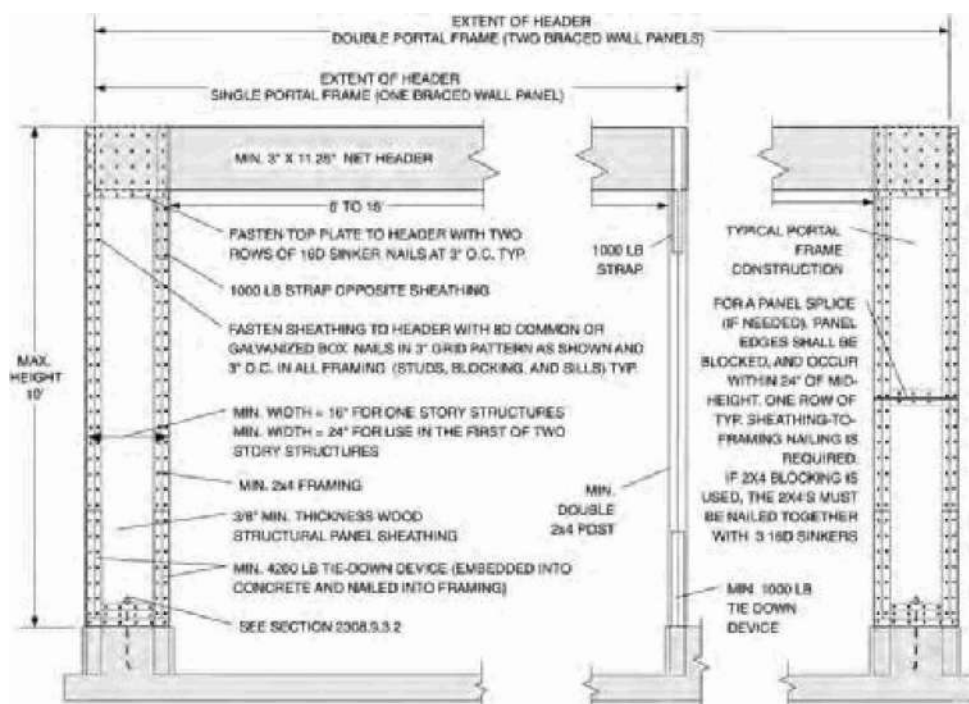 EXTENT OF HEADER
DOUBLE PORTAL FRAME (TWO BRACED WALL PANELS)
EXTENT OF HEADER
SINGLE PORTAL FRAME (ONE BRACED WALL PANEL)
MIN. 3" X 11.25" NET HEADER
6' TO 18'
FASTEN TOP PLATE TO HEADER WITH TWO
ROWS OF 16D SINKER NAILS AT 3" O.C. TYP.
1000 LB STRAP OPPOSITE SHEATHING
FASTEN SHEATHING TO HEADER WITH 8D COMMON OR
GALVANIZED BOX NAILS IN 3" GRID PATTERN AS SHOWN AND
3" O.C. IN ALL FRAMING (STUDS, BLOCKING, AND SILLS) TYP.
MAX.
HEIGHT
10'
MIN. WIDTH = 16" FOR ONE STORY STRUCTURES
MIN. WIDTH = 24" FOR USE IN THE FIRST OF TWO
STORY STRUCTURES
MIN. 2x4 FRAMING
3/8" MIN. THICKNESS WOOD
STRUCTURAL PANEL SHEATHING
MIN. 4200 LB TIE-DOWN DEVICE (EMBEDDED INTO
CONCRETE AND NAILED INTO FRAMING)
SEE SECTION 2308.9.3.2
1000 LB
STRAP
MIN.
DOUBLE
2x4 POST
MIN. 1000 LB
TIE DOWN
DEVICE
TYPICAL PORTAL
FRAME
CONSTRUCTION
FOR A PANEL SPLICE
(IF NEEDED), PANEL
EDGES SHALL BE
BLOCKED, AND OCCUR
WITHIN 24" OF MID-
HEIGHT. ONE ROW OF
TYP. SHEATHING-TO-
FRAMING NAILING IS
REQUIRED.
IF 2X4 BLOCKING IS
USED, THE 2X4'S MUST
BE NAILED TOGETHER
WITH 3 16D SINKERS